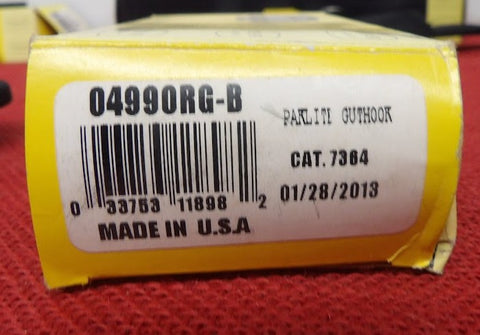 04990RG-B
PAKLITE GUTHOOK
CAT. 7364
0 33753 11898 2
01/28/2013
MADE IN U.S.A